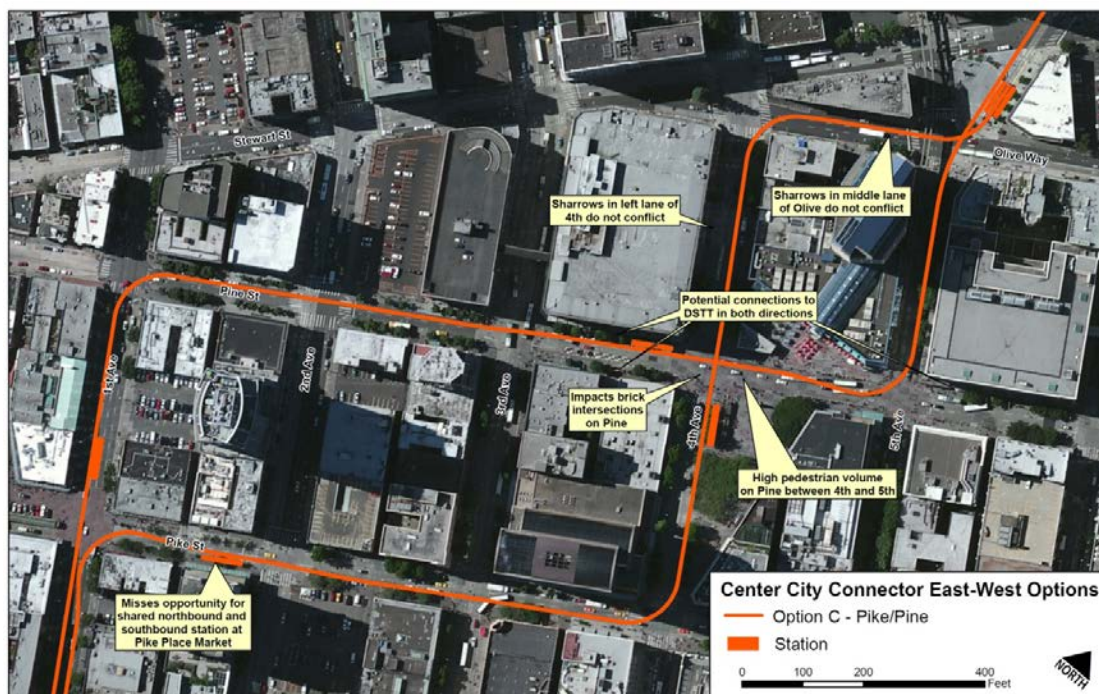 Stewart St
Olive Way
Sharrows in left lane of
4th do not conflict
Sharrows in middle lane
of Olive do not conflict
Pine St
Potential connections to
DSTT in both directions
1st Ave
2nd Ave
3rd Ave
4th Ave
5th Ave
Impacts brick
intersections
on Pine
High pedestrian volume
on Pine between 4th and 5th
Pike St
Misses opportunity for
shared northbound and
southbound station at
Pike Place Market
Center City Connector East-West Options
Option C - Pike/Pine
Station
0 100 200 400
Feet
NORTH